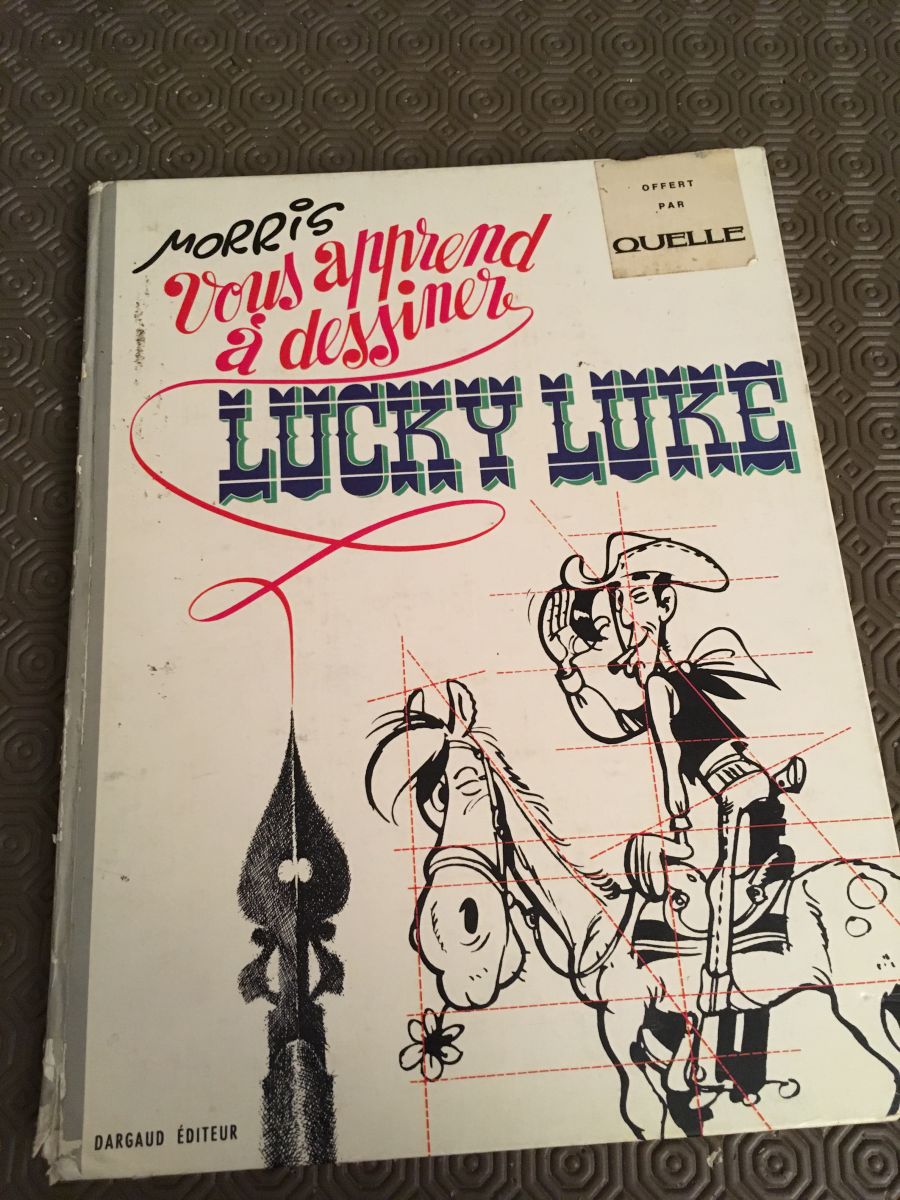 MORRIS
Vous apprend
à dessiner
LUCKY LUKE
OFFERT
PAR
QUELLE
DARGAUD ÉDITEUR